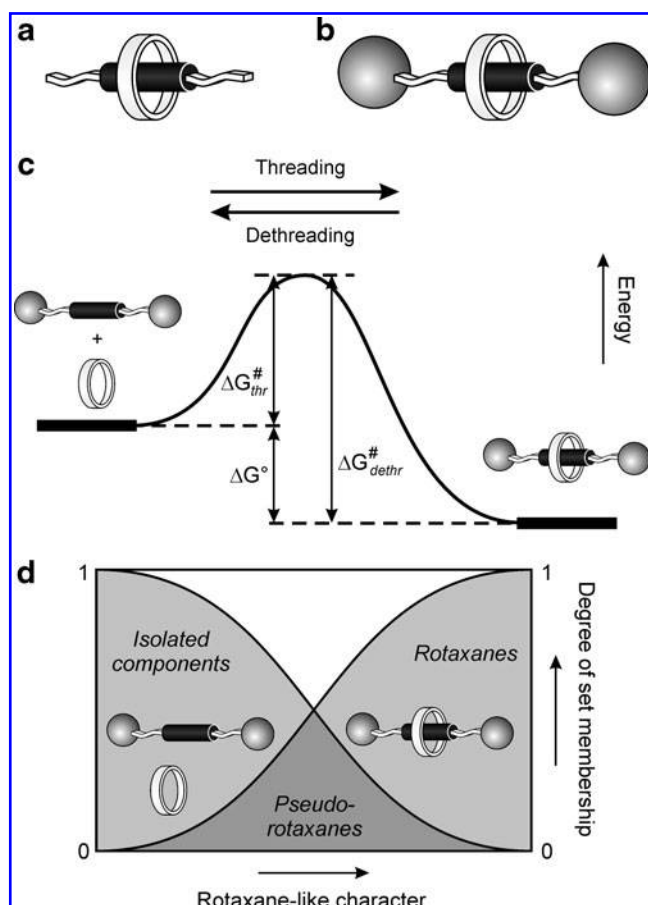 a
b
c
Threading
Dethreading
Energy
+
ΔG#thr
ΔG°
ΔG#dethr
d
1
1
Isolated
components
Rotaxanes
Pseudo-
rotaxanes
Degree of set membership
0
0
Rotaxane-like character